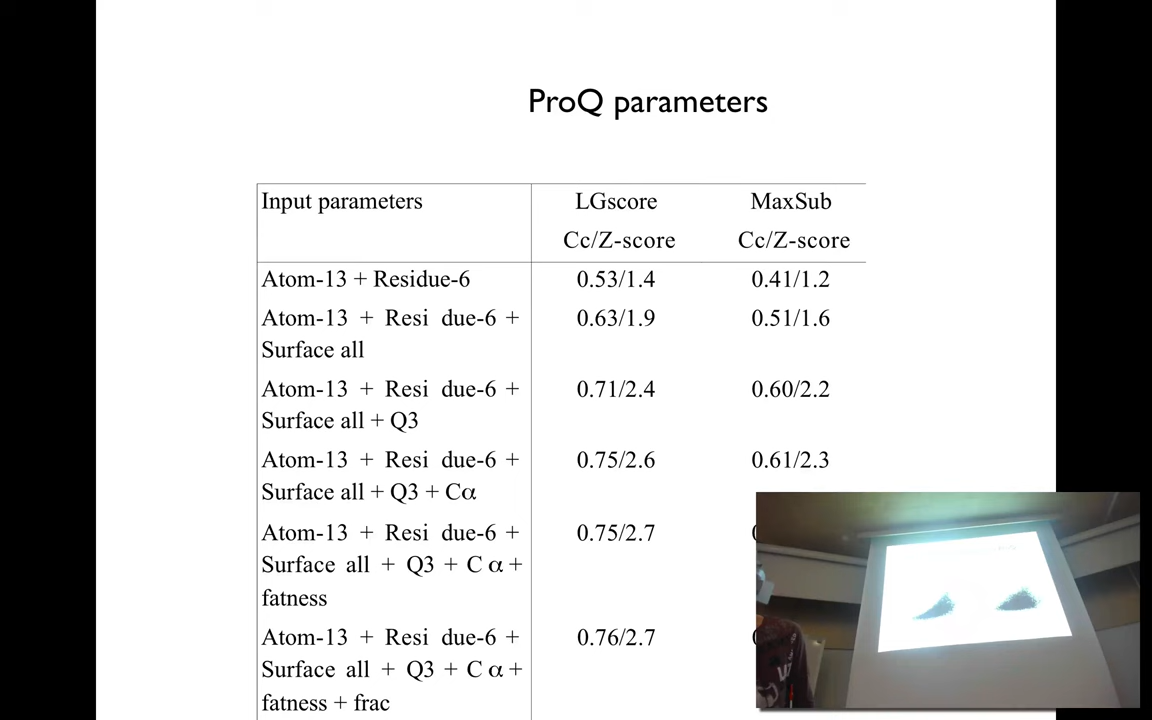 ProQ parameters
Input parameters LGscore MaxSub
Cc/Z-score Cc/Z-score
Atom-13 + Residue-6 0.53/1.4 0.41/1.2
Atom-13 + Resi due-6 + 0.63/1.9 0.51/1.6
Surface all
Atom-13 + Resi due-6 + 0.71/2.4 0.60/2.2
Surface all + Q3
Atom-13 + Resi due-6 + 0.75/2.6 0.61/2.3
Surface all + Q3 + Cα
Atom-13 + Resi due-6 + 0.75/2.7
Surface all + Q3 + C α +
fatness
Atom-13 + Resi due-6 + 0.76/2.7
Surface all + Q3 + C α +
fatness + frac